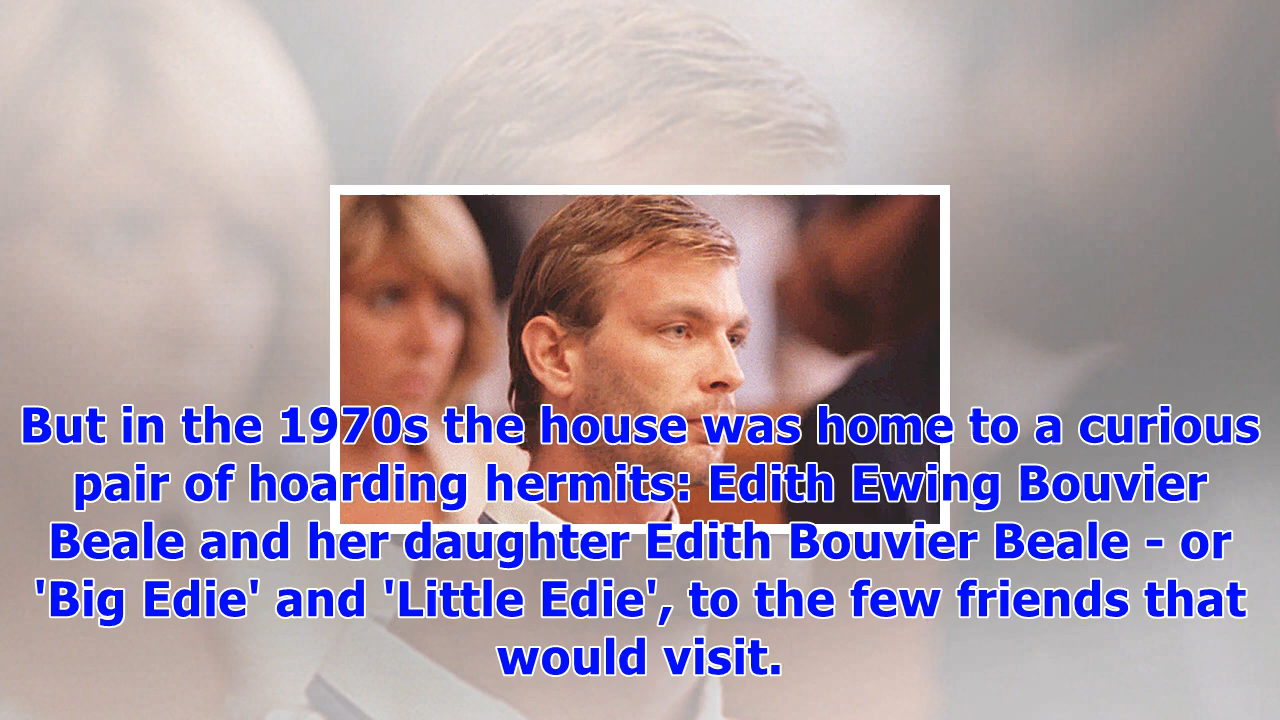 But in the 1970s the house was home to a curious
pair of hoarding hermits: Edith Ewing Bouvier
Beale and her daughter Edith Bouvier Beale - or
'Big Edie' and 'Little Edie', to the few friends that
would visit.